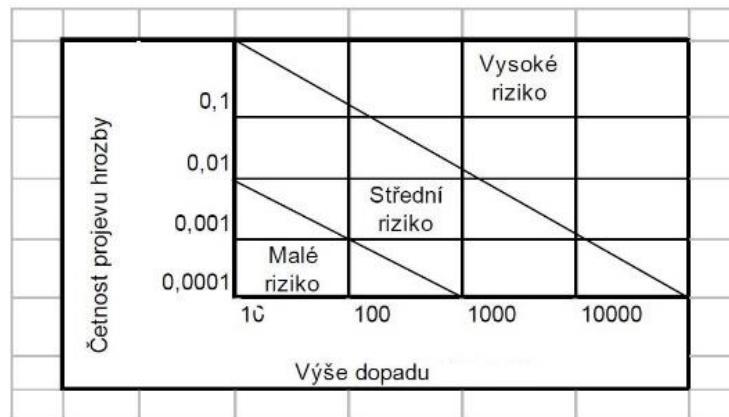 Četnost projevu hrozby
Vysoké
riziko
0,1
0,01
Střední
riziko
0,001
Malé
riziko
0,0001
10 100 1000 10000
Výše dopadu